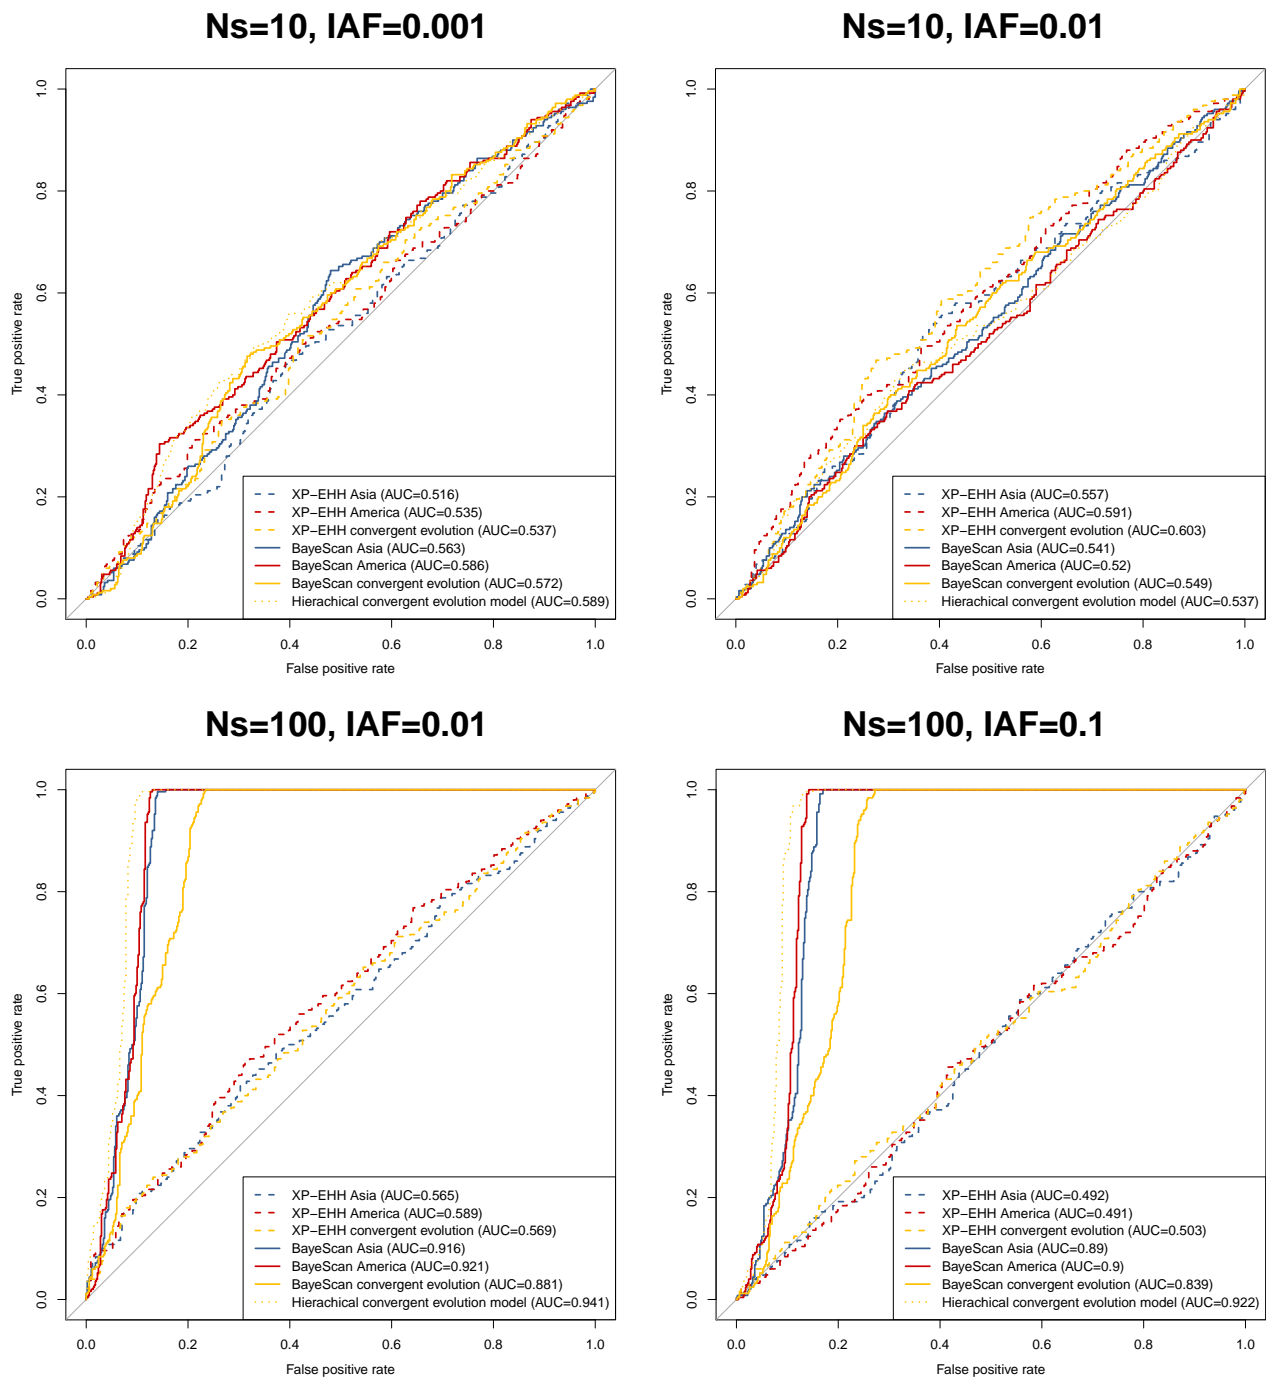 Ns=10, IAF=0.001
True positive rate
1.0
0.8
0.6
0.4
0.2
0.0
XP−EHH Asia (AUC=0.516)
XP−EHH America (AUC=0.535)
XP−EHH convergent evolution (AUC=0.537)
BayeScan Asia (AUC=0.563)
BayeScan America (AUC=0.586)
BayeScan convergent evolution (AUC=0.572)
Hierachical convergent evolution model (AUC=0.589)
0.0 0.2 0.4 0.6 0.8 1.0
False positive rate
Ns=10, IAF=0.01
True positive rate
1.0
0.8
0.6
0.4
0.2
0.0
XP−EHH Asia (AUC=0.557)
XP−EHH America (AUC=0.591)
XP−EHH convergent evolution (AUC=0.603)
BayeScan Asia (AUC=0.541)
BayeScan America (AUC=0.52)
BayeScan convergent evolution (AUC=0.549)
Hierachical convergent evolution model (AUC=0.537)
0.0 0.2 0.4 0.6 0.8 1.0
False positive rate
Ns=100, IAF=0.01
True positive rate
1.0
0.8
0.6
0.4
0.2
0.0
XP−EHH Asia (AUC=0.565)
XP−EHH America (AUC=0.589)
XP−EHH convergent evolution (AUC=0.569)
BayeScan Asia (AUC=0.916)
BayeScan America (AUC=0.921)
BayeScan convergent evolution (AUC=0.881)
Hierachical convergent evolution model (AUC=0.941)
0.0 0.2 0.4 0.6 0.8 1.0
False positive rate
Ns=100, IAF=0.1
True positive rate
1.0
0.8
0.6
0.4
0.2
0.0
XP−EHH Asia (AUC=0.492)
XP−EHH America (AUC=0.491)
XP−EHH convergent evolution (AUC=0.503)
BayeScan Asia (AUC=0.89)
BayeScan America (AUC=0.9)
BayeScan convergent evolution (AUC=0.839)
Hierachical convergent evolution model (AUC=0.922)
0.0 0.2 0.4 0.6 0.8 1.0
False positive rate